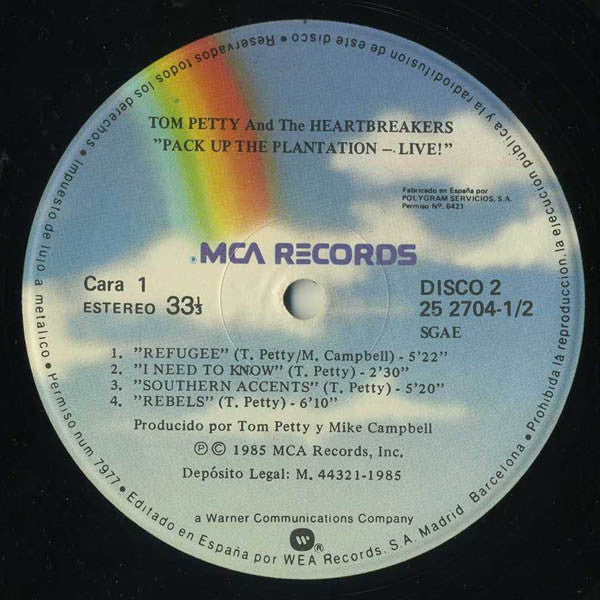 TOM PETTY And The HEARTBREAKERS
"PACK UP THE PLANTATION – LIVE!"
Fabricado en España por
POLYGRAM SERVICIOS, S.A.
Permiso Nº. 8421
MCA RECORDS®
Cara 1
ESTEREO 33⅓
DISCO 2
25 2704-1/2
SGAE
1. "REFUGEE" (T. Petty/M. Campbell) - 5'22"
2. "I NEED TO KNOW" (T. Petty) - 2'30"
3. "SOUTHERN ACCENTS" (T. Petty) - 5'20"
4. "REBELS" (T. Petty) - 6'10"
Producido por Tom Petty y Mike Campbell
℗ © 1985 MCA Records, Inc.
Depósito Legal: M. 44321-1985
a Warner Communications Company
W®
• Editado en España por WEA Records. S.A. Madrid Barcelona • Prohibida la reproducción, la ejecución pública y la radiodifusión de este disco • Reservados todos los derechos • Impuesto de lujo a metálico • Permiso num 7977